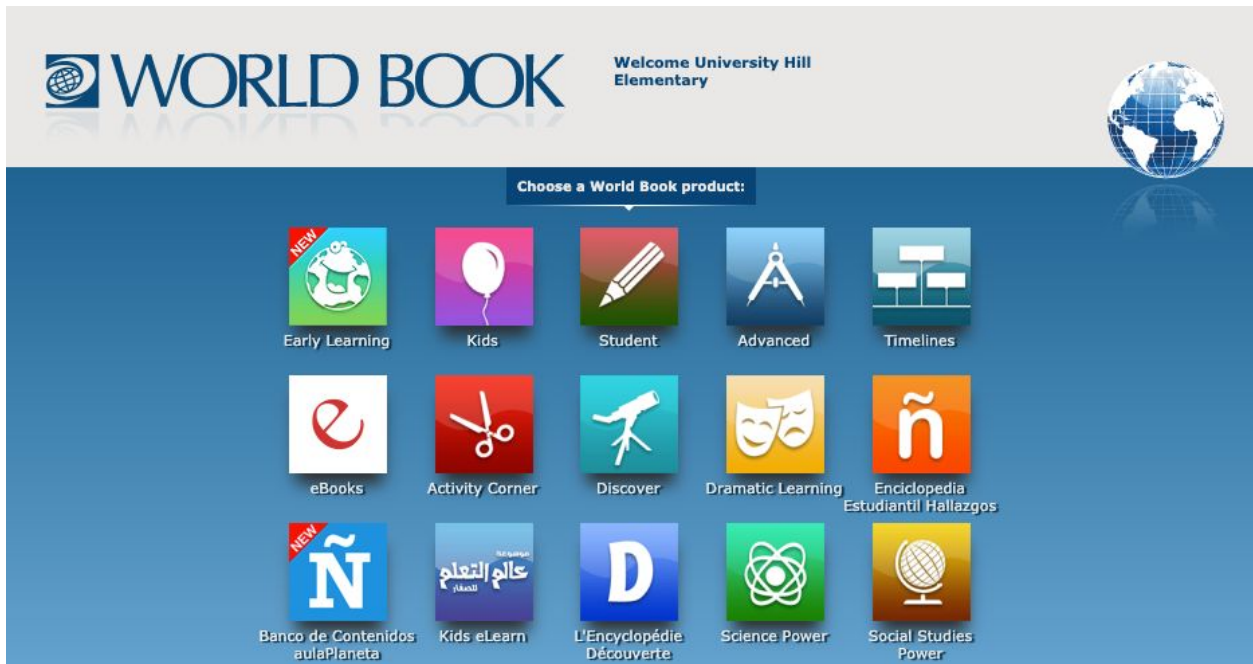 WORLD BOOK
Welcome University Hill
Elementary
Choose a World Book product:
NEW
Early Learning
Kids
Student
Advanced
Timelines
e
eBooks
Activity Corner
Discover
Dramatic Learning
ñ
Enciclopedia
Estudiantil Hallazgos
NEW
Ñ
Banco de Contenidos
aulaPlaneta
موسوعة
عالم التعلم
للصغار
Kids eLearn
D
L'Encyclopédie
Découverte
Science Power
Social Studies
Power